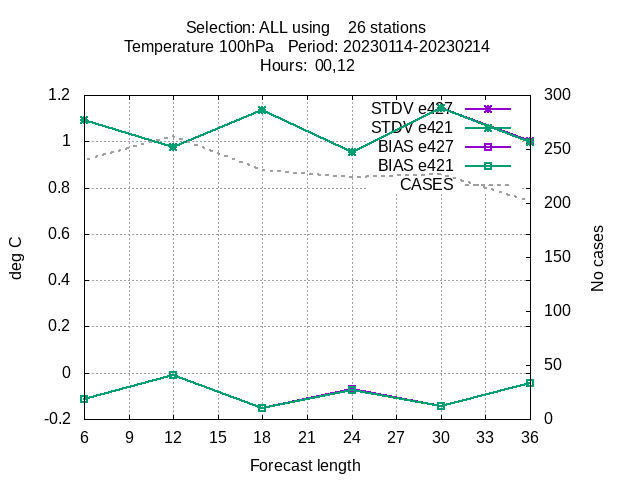 Selection: ALL using    26 stations
Temperature 100hPa   Period: 20230114-20230214
Hours:  00,12
1.2
1
0.8
0.6
0.4
0.2
0
-0.2
deg C
STDV e427
STDV e421
BIAS e427
BIAS e421
CASES
300
250
200
150
100
50
0
No cases
6 9 12 15 18 21 24 27 30 33 36
Forecast length